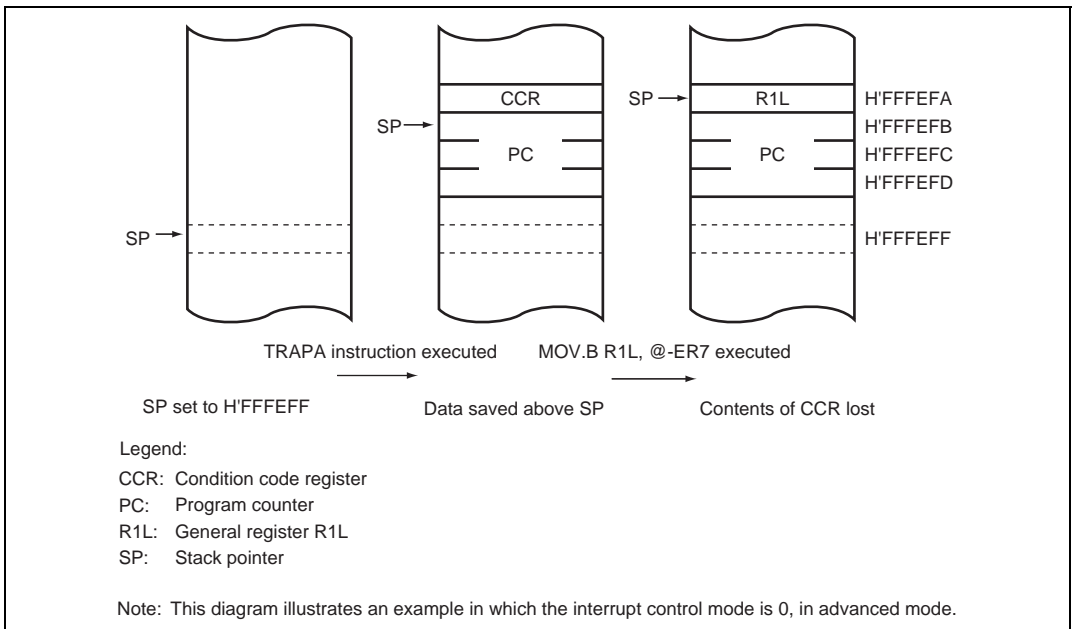 CCR
SP
R1L
H'FFFEFA
SP
H'FFFEFB
PC
PC
H'FFFEFC
H'FFFEFD
SP
H'FFFEFF
TRAPA instruction executed
MOV.B R1L, @-ER7 executed
SP set to H'FFFEFF
Data saved above SP
Contents of CCR lost
Legend:
CCR: Condition code register
PC: Program counter
R1L: General register R1L
SP: Stack pointer
Note: This diagram illustrates an example in which the interrupt control mode is 0, in advanced mode.